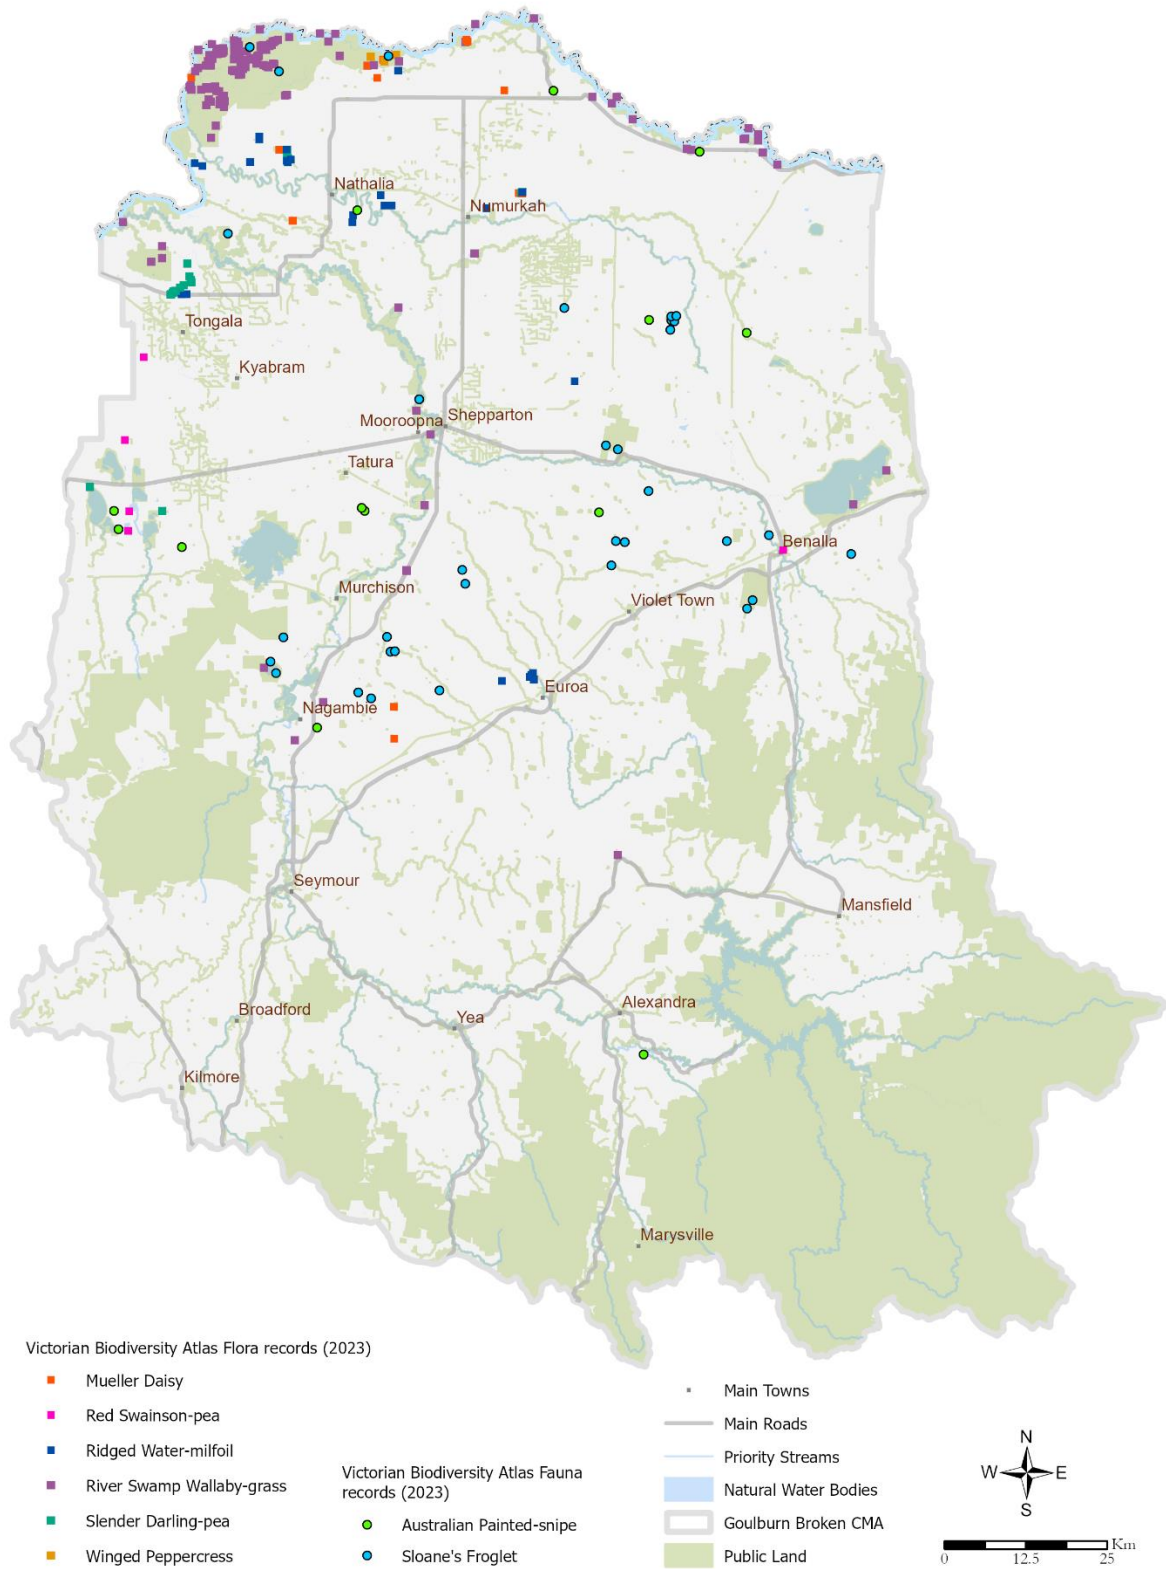 Nathalia
Numurkah
Tongala
Kyabram
Mooroopna
Shepparton
Tatura
Benalla
Murchison
Violet Town
Euroa
Nagambie
Seymour
Mansfield
Broadford
Yea
Alexandra
Kilmore
Marysville
Victorian Biodiversity Atlas Flora records (2023)
Mueller Daisy
Red Swainson-pea
Ridged Water-milfoil
River Swamp Wallaby-grass
Slender Darling-pea
Winged Peppercress
Victorian Biodiversity Atlas Fauna
records (2023)
Australian Painted-snipe
Sloane's Froglet
Main Towns
Main Roads
Priority Streams
Natural Water Bodies
Goulburn Broken CMA
Public Land
N
W E
S
Km
0 12.5 25